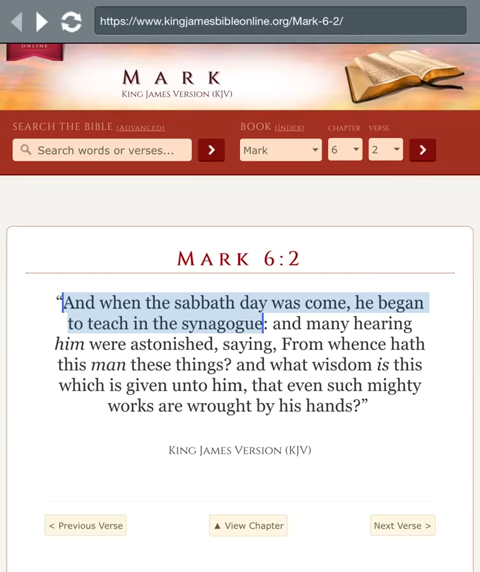 https://www.kingjamesbibleonline.org/Mark-6-2/
ONLINE
Mark
King James Version (KJV)
Search the Bible (Advanced)
Book (Index)
Chapter
Verse
Search words or verses...
Mark
6
2
Mark 6:2
“And when the sabbath day was come, he began
to teach in the synagogue: and many hearing
him were astonished, saying, From whence hath
this man these things? and what wisdom is this
which is given unto him, that even such mighty
works are wrought by his hands?”
King James Version (KJV)
< Previous Verse
▲ View Chapter
Next Verse >